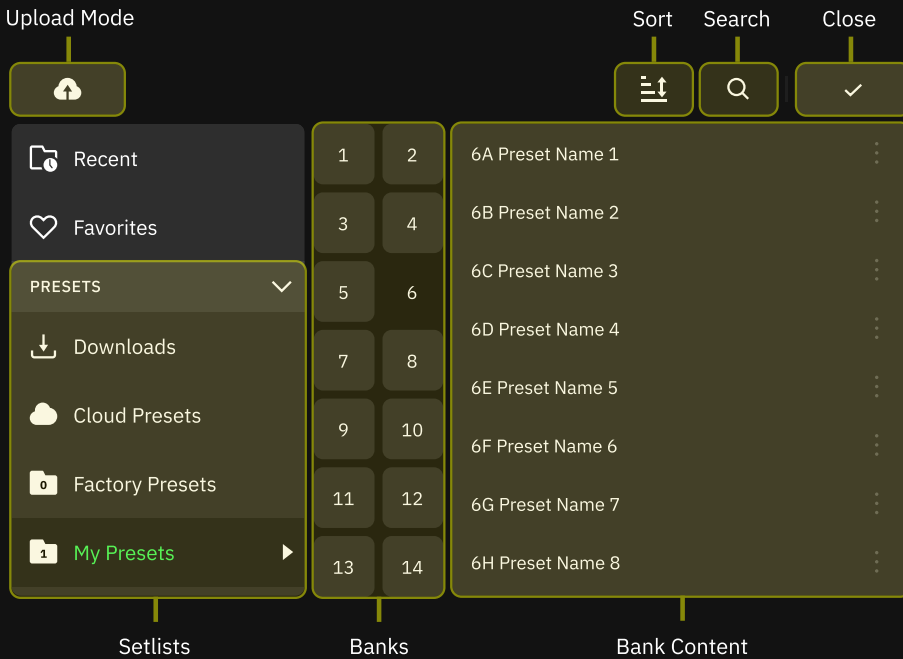 Upload Mode
Sort
Search
Close
Recent
Favorites
PRESETS
Downloads
Cloud Presets
0 Factory Presets
1 My Presets
1 2
3 4
5 6
7 8
9 10
11 12
13 14
6A Preset Name 1
6B Preset Name 2
6C Preset Name 3
6D Preset Name 4
6E Preset Name 5
6F Preset Name 6
6G Preset Name 7
6H Preset Name 8
Setlists
Banks
Bank Content